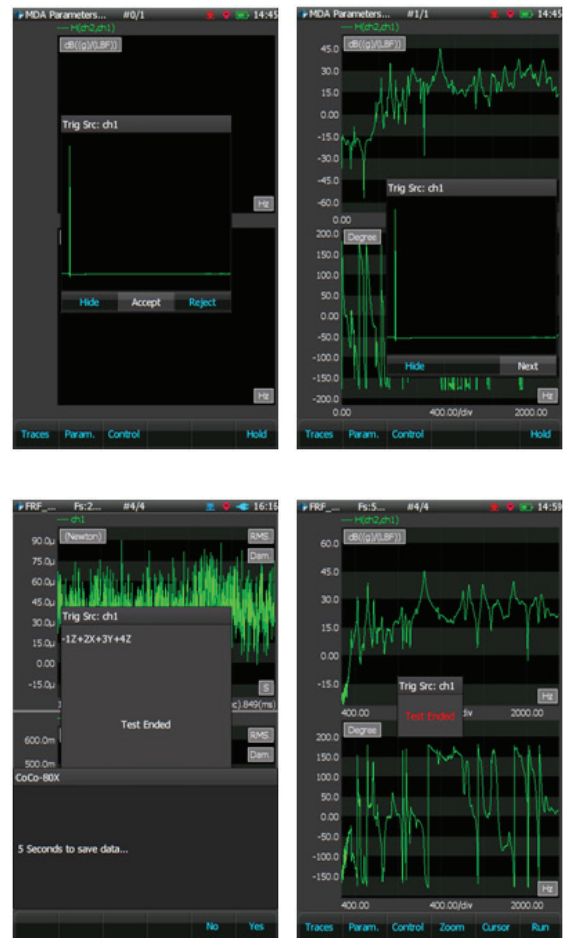 MDA Parameters... #0/1 14:45
H(ch2,ch1)
dB((g)/(LBF))
Trig Src: ch1
Hz
Hide Accept Reject
Hz
Traces Param. Control Hold
MDA Parameters... #1/1 14:45
H(ch2,ch1)
dB((g)/(LBF))
45.0
30.0
15.0
0.00
-15.0
-30.0
-45.0
-60.0
Trig Src: ch1
0.00
200.0 Degree
150.0
100.0
50.0
0.00
-50.0
-100.0
-150.0
-200.0
Hide Next
Hz
0.00 400.00/div 2000.00
Traces Param. Control Hold
FRF_... Fs:2... #4/4 16:16
ch1
(Newton) RMS
Dam.
90.0µ
75.0µ
60.0µ
45.0µ
30.0µ
15.0µ
0.00
-15.0µ
Trig Src: ch1
-1Z+2X+3Y+4Z
Test Ended
S
c).849(ms)
RMS
Dam.
600.0m
500.0m
CoCo-80X
5 Seconds to save data...
No Yes
FRF_... Fs:5... #4/4 14:59
H(ch2,ch1)
dB((g)/(LBF))
60.0
45.0
30.0
15.0
0.00
-15.0
Trig Src: ch1
Test Ended
Hz
400.00 div 2000.00
200.0 Degree
150.0
100.0
50.0
0.00
-50.0
-100.0
-150.0
Hz
400.00 400.00/div 2000.00
Traces Param. Control Zoom Cursor Run